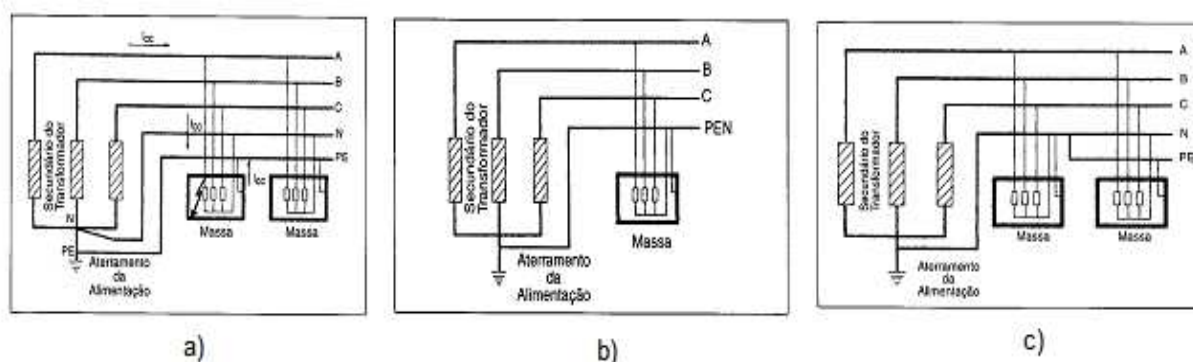 Icc
A
B
C
Icc
N
PE
Icc
Secundário do
Transformador
N
PE
Massa
Massa
Aterramento
da
Alimentação
a)
A
B
C
PEN
Secundário do
Transformador
Massa
Aterramento
da
Alimentação
b)
A
B
C
N
PE
Secundário do
Transformador
Massa
Massa
Aterramento
da
Alimentação
c)